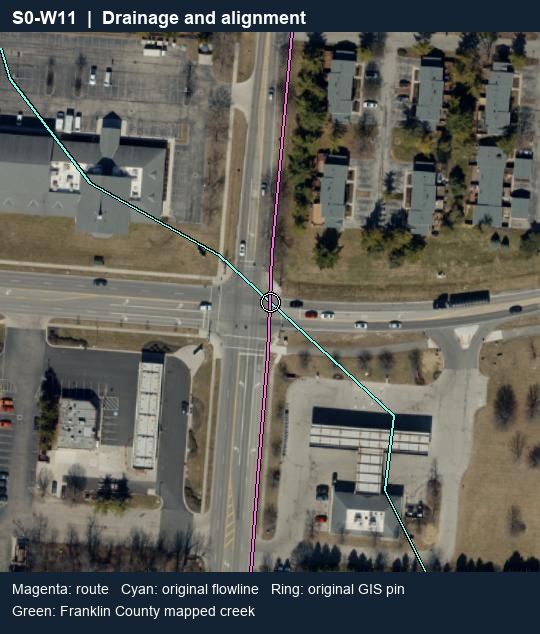 S0-W11 | Drainage and alignment
Magenta: route Cyan: original flowline Ring: original GIS pin
Green: Franklin County mapped creek